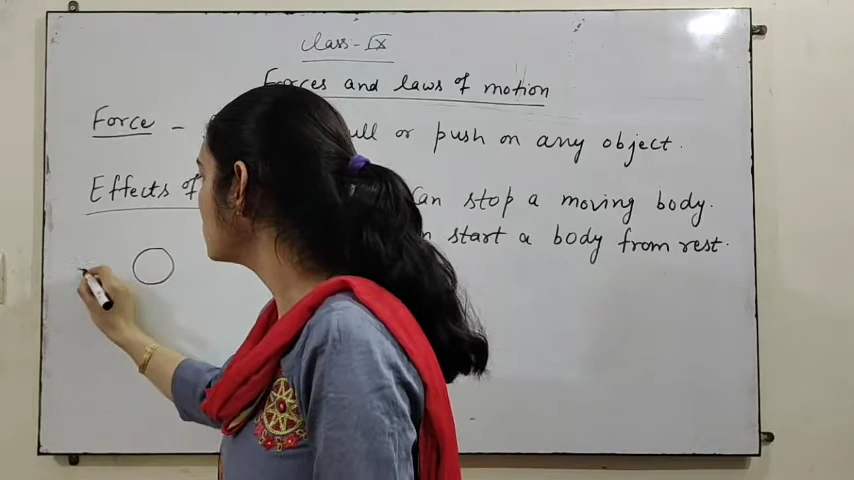 Class-IX
Forces and laws of motion
Force - ull or push on any object.
Effects of an stop a moving body.
n start a body from rest.